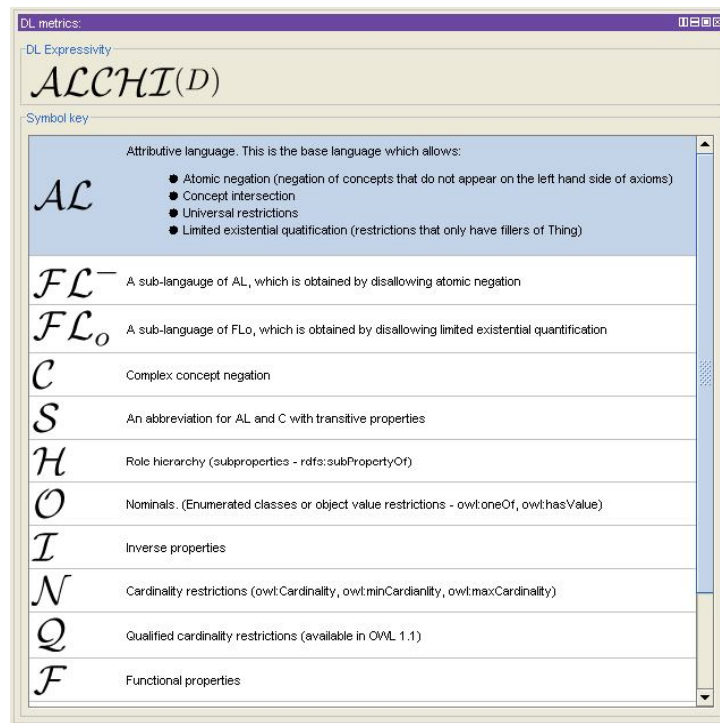 DL metrics:
DL Expressivity
ALCHI(D)
Symbol key
Attributive language. This is the base language which allows:
● Atomic negation (negation of concepts that do not appear on the left hand side of axioms)
● Concept intersection
● Universal restrictions
● Limited existential quatification (restrictions that only have fillers of Thing)
AL
FL⁻ A sub-langauge of AL, which is obtained by disallowing atomic negation
FLₒ A sub-language of FLo, which is obtained by disallowing limited existential quantification
C Complex concept negation
S An abbreviation for AL and C with transitive properties
H Role hierarchy (subproperties - rdfs:subPropertyOf)
O Nominals. (Enumerated classes or object value restrictions - owl:oneOf, owl:hasValue)
I Inverse properties
N Cardinality restrictions (owl:Cardinality, owl:minCardianlity, owl:maxCardinality)
Q Qualified cardinality restrictions (available in OWL 1.1)
F Functional properties